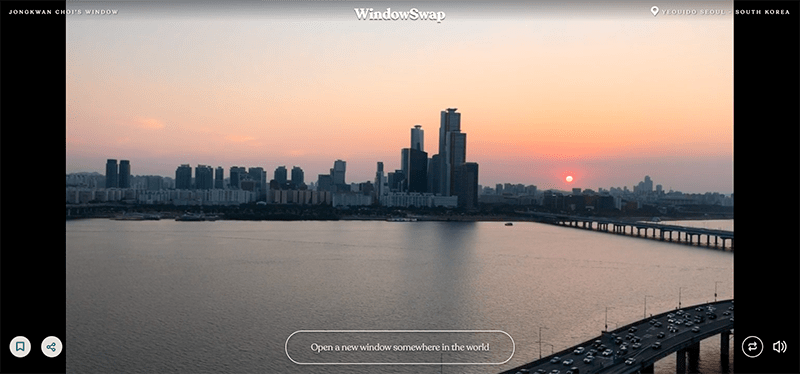 JONGKWAN CHOI'S WINDOW
WindowSwap
YEOUIDO SEOUL | SOUTH KOREA
Open a new window somewhere in the world